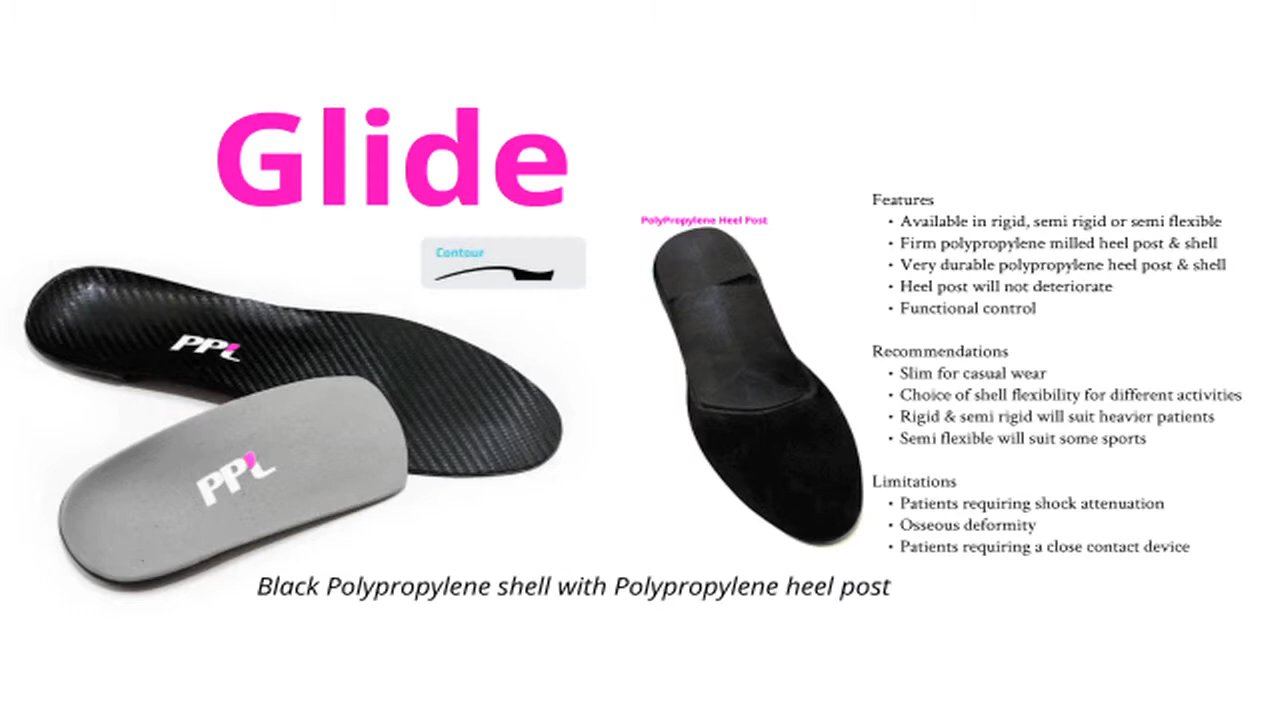 Glide
Contour
PPL
PPL
PolyPropylene Heel Post
Features
• Available in rigid, semi rigid or semi flexible
• Firm polypropylene milled heel post & shell
• Very durable polypropylene heel post & shell
• Heel post will not deteriorate
• Functional control
Recommendations
• Slim for casual wear
• Choice of shell flexibility for different activities
• Rigid & semi rigid will suit heavier patients
• Semi flexible will suit some sports
Limitations
• Patients requiring shock attenuation
• Osseous deformity
• Patients requiring a close contact device
Black Polypropylene shell with Polypropylene heel post